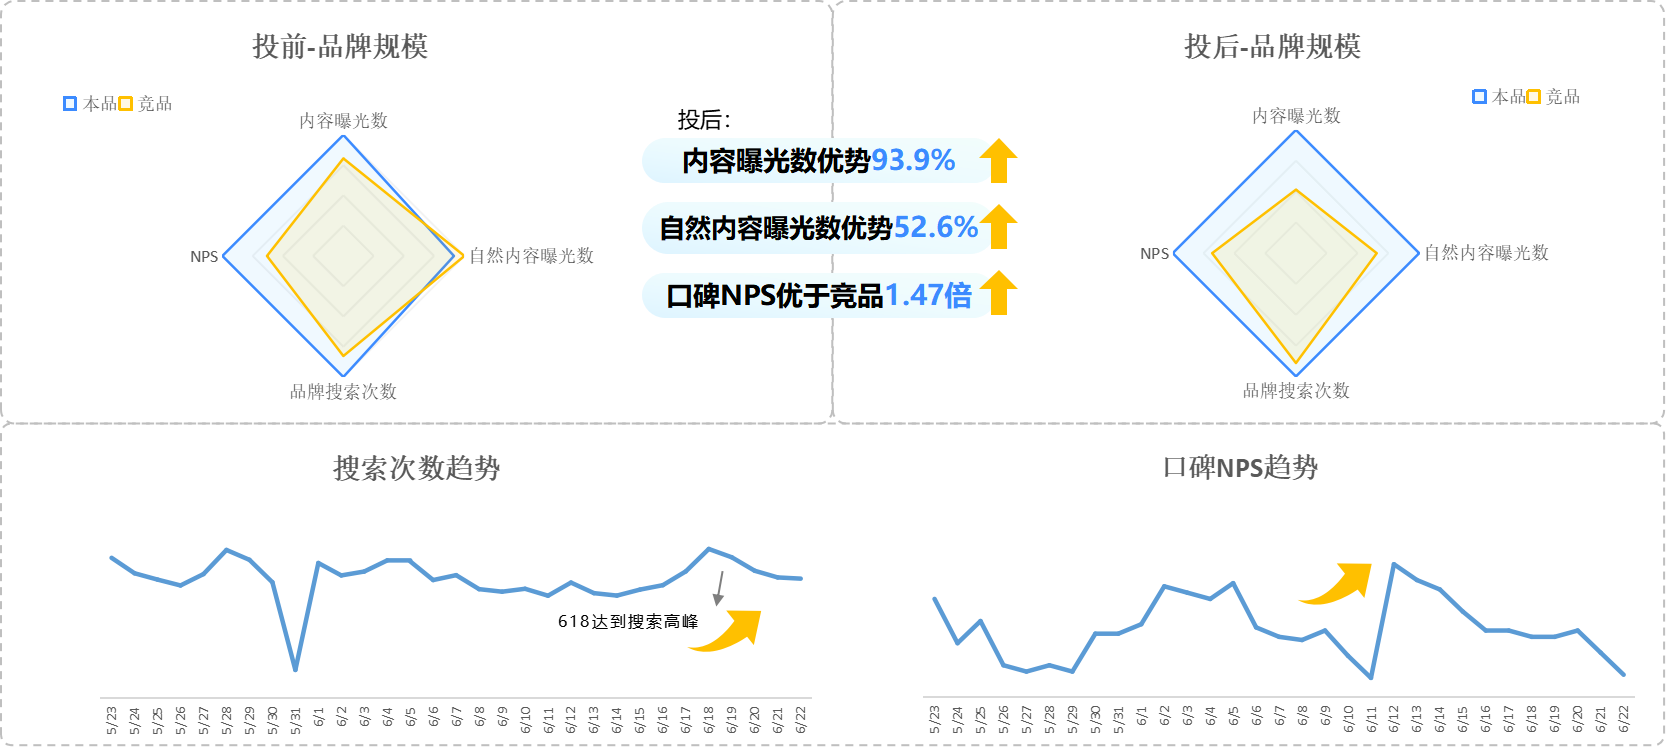 投前-品牌规模
本品 竞品
内容曝光数
NPS
自然内容曝光数
品牌搜索次数
投后：
内容曝光数优势93.9%
自然内容曝光数优势52.6%
口碑NPS优于竞品1.47倍
投后-品牌规模
本品 竞品
内容曝光数
NPS
自然内容曝光数
品牌搜索次数
搜索次数趋势
618达到搜索高峰
5/23 5/24 5/25 5/26 5/27 5/28 5/29 5/30 5/31 6/1 6/2 6/3 6/4 6/5 6/6 6/7 6/8 6/9 6/10 6/11 6/12 6/13 6/14 6/15 6/16 6/17 6/18 6/19 6/20 6/21 6/22
口碑NPS趋势
5/23 5/24 5/25 5/26 5/27 5/28 5/29 5/30 5/31 6/1 6/2 6/3 6/4 6/5 6/6 6/7 6/8 6/9 6/10 6/11 6/12 6/13 6/14 6/15 6/16 6/17 6/18 6/19 6/20 6/21 6/22